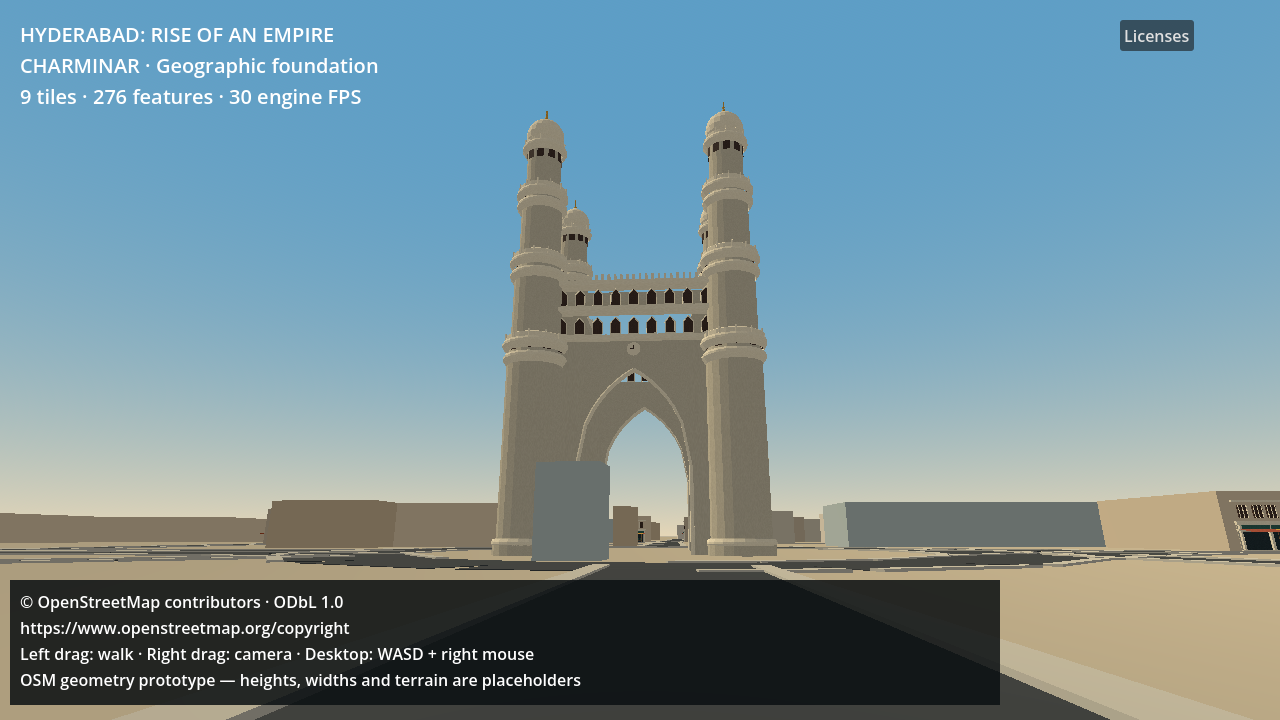 HYDERABAD: RISE OF AN EMPIRE
CHARMINAR · Geographic foundation
9 tiles · 276 features · 30 engine FPS
Licenses
© OpenStreetMap contributors · ODbL 1.0
https://www.openstreetmap.org/copyright
Left drag: walk · Right drag: camera · Desktop: WASD + right mouse
OSM geometry prototype — heights, widths and terrain are placeholders